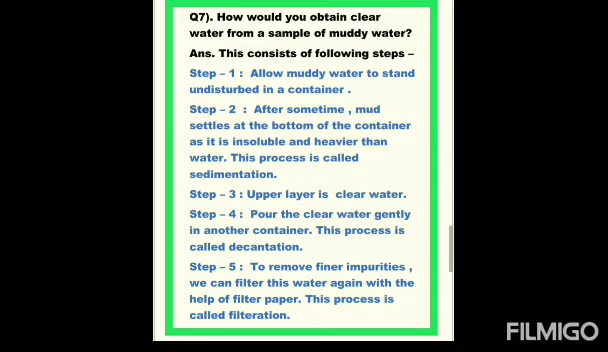 Q7). How would you obtain clear
water from a sample of muddy water?
Ans. This consists of following steps –
Step – 1 :  Allow muddy water to stand
undisturbed in a container .
Step – 2  :  After sometime , mud
settles at the bottom of the container
as it is insoluble and heavier than
water. This process is called
sedimentation.
Step – 3 : Upper layer is  clear water.
Step – 4 :  Pour the clear water gently
in another container. This process is
called decantation.
Step – 5 :  To remove finer impurities ,
we can filter this water again with the
help of filter paper. This process is
called filteration.
FILMIGO